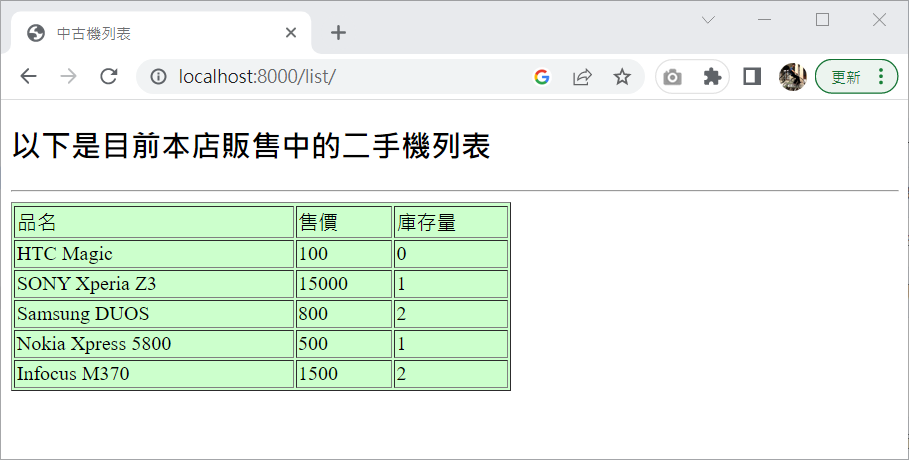 中古機列表
localhost:8000/list/
更新
以下是目前本店販售中的二手機列表
品名 售價 庫存量
HTC Magic 100 0
SONY Xperia Z3 15000 1
Samsung DUOS 800 2
Nokia Xpress 5800 500 1
Infocus M370 1500 2